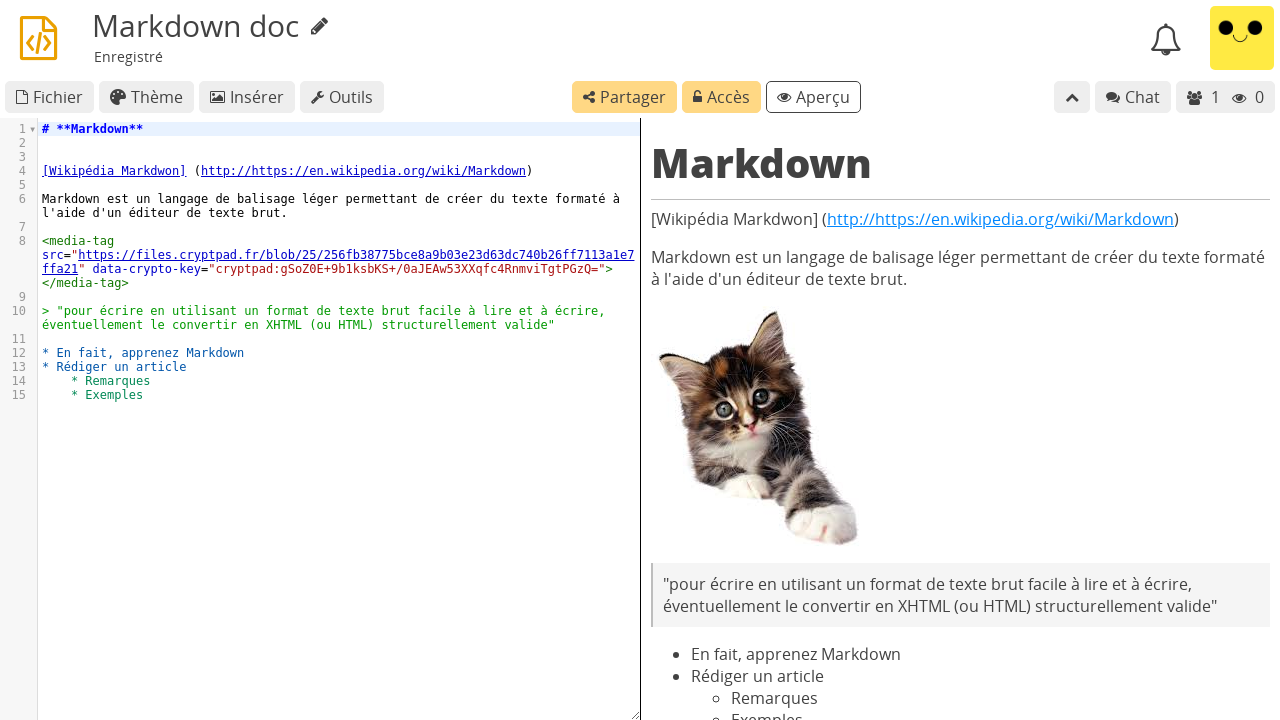 Markdown doc
Enregistré
Fichier Thème Insérer Outils Partager Accès Aperçu Chat 1 0
1 # **Markdown**
2
3
4 [Wikipédia Markdwon] (http://https://en.wikipedia.org/wiki/Markdown)
5
6 Markdown est un langage de balisage léger permettant de créer du texte formaté à
l'aide d'un éditeur de texte brut.
7
8 <media-tag
src="https://files.cryptpad.fr/blob/25/256fb38775bce8a9b03e23d63dc740b26ff7113a1e7
ffa21" data-crypto-key="cryptpad:gSoZ0E+9b1ksbKS+/0aJEAw53XXqfc4RnmviTgtPGzQ=">
</media-tag>
9
10 > "pour écrire en utilisant un format de texte brut facile à lire et à écrire,
éventuellement le convertir en XHTML (ou HTML) structurellement valide"
11
12 * En fait, apprenez Markdown
13 * Rédiger un article
14 * Remarques
15 * Exemples
Markdown
[Wikipédia Markdwon] (http://https://en.wikipedia.org/wiki/Markdown)
Markdown est un langage de balisage léger permettant de créer du texte formaté
à l'aide d'un éditeur de texte brut.
"pour écrire en utilisant un format de texte brut facile à lire et à écrire,
éventuellement le convertir en XHTML (ou HTML) structurellement valide"
En fait, apprenez Markdown
Rédiger un article
Remarques
Exemples